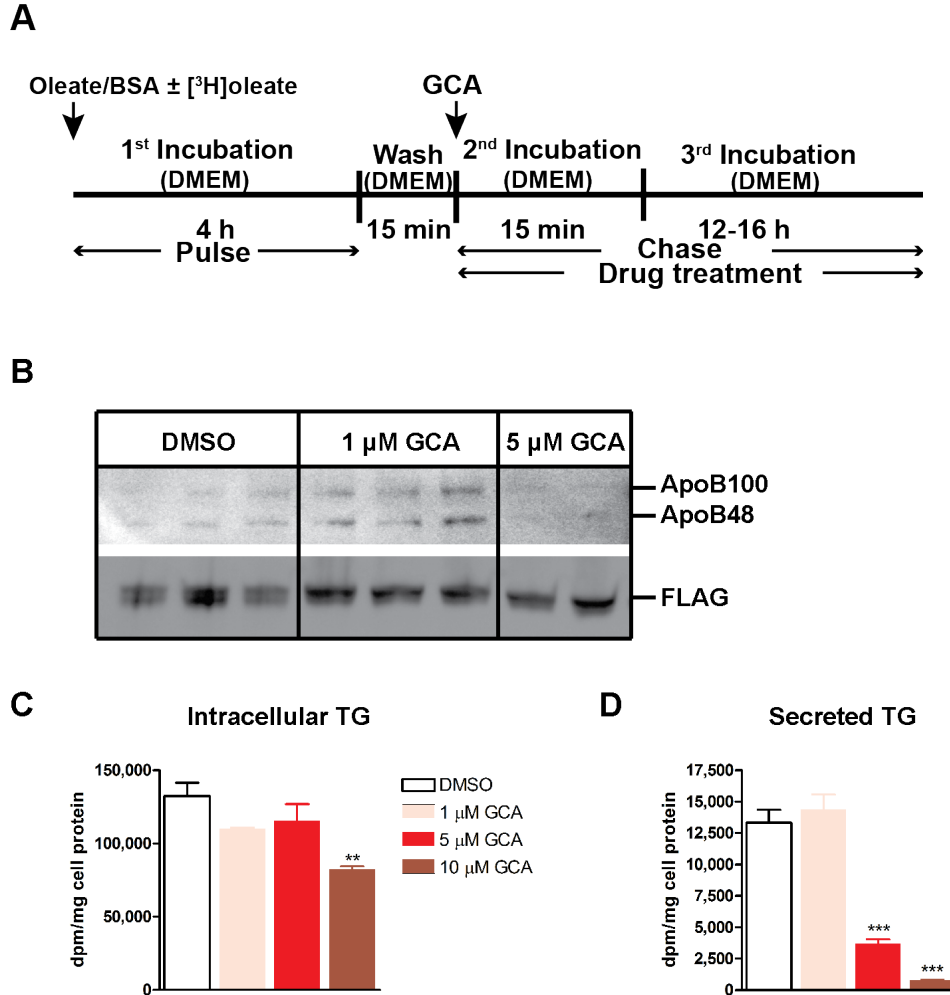 A
Oleate/BSA ± [³H]oleate
GCA
1st Incubation
(DMEM)
Wash
(DMEM)
2nd Incubation
(DMEM)
3rd Incubation
(DMEM)
4 h
15 min
15 min
12-16 h
Pulse
Chase
Drug treatment
B
DMSO
1 µM GCA
5 µM GCA
ApoB100
ApoB48
FLAG
C
Intracellular TG
dpm/mg cell protein
150,000
100,000
50,000
0
**
DMSO
1 µM GCA
5 µM GCA
10 µM GCA
D
Secreted TG
dpm/mg cell protein
17,500
15,000
12,500
10,000
7,500
5,000
2,500
0
***
***